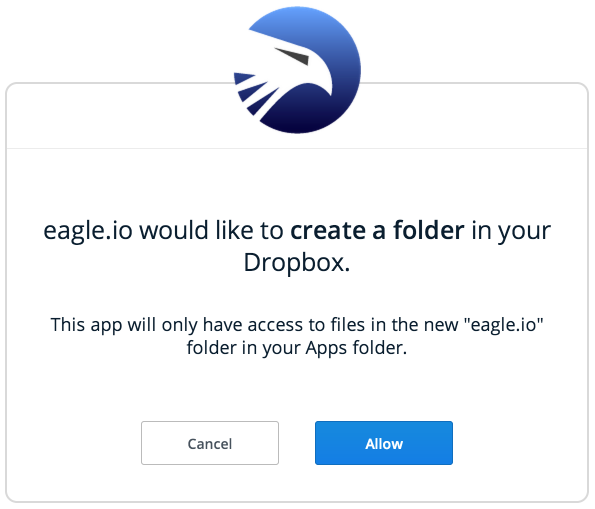 eagle.io would like to create a folder in your
Dropbox.
This app will only have access to files in the new "eagle.io"
folder in your Apps folder.
Cancel
Allow